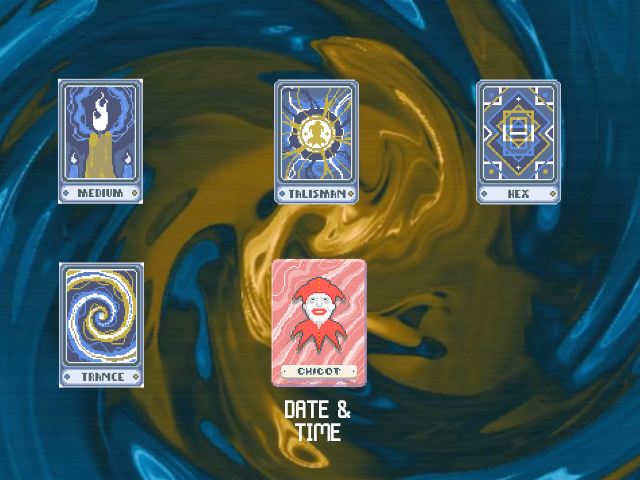 MEDIUM
TALISMAN
HEX
TRANCE
CHICOT
DATE &
TIME